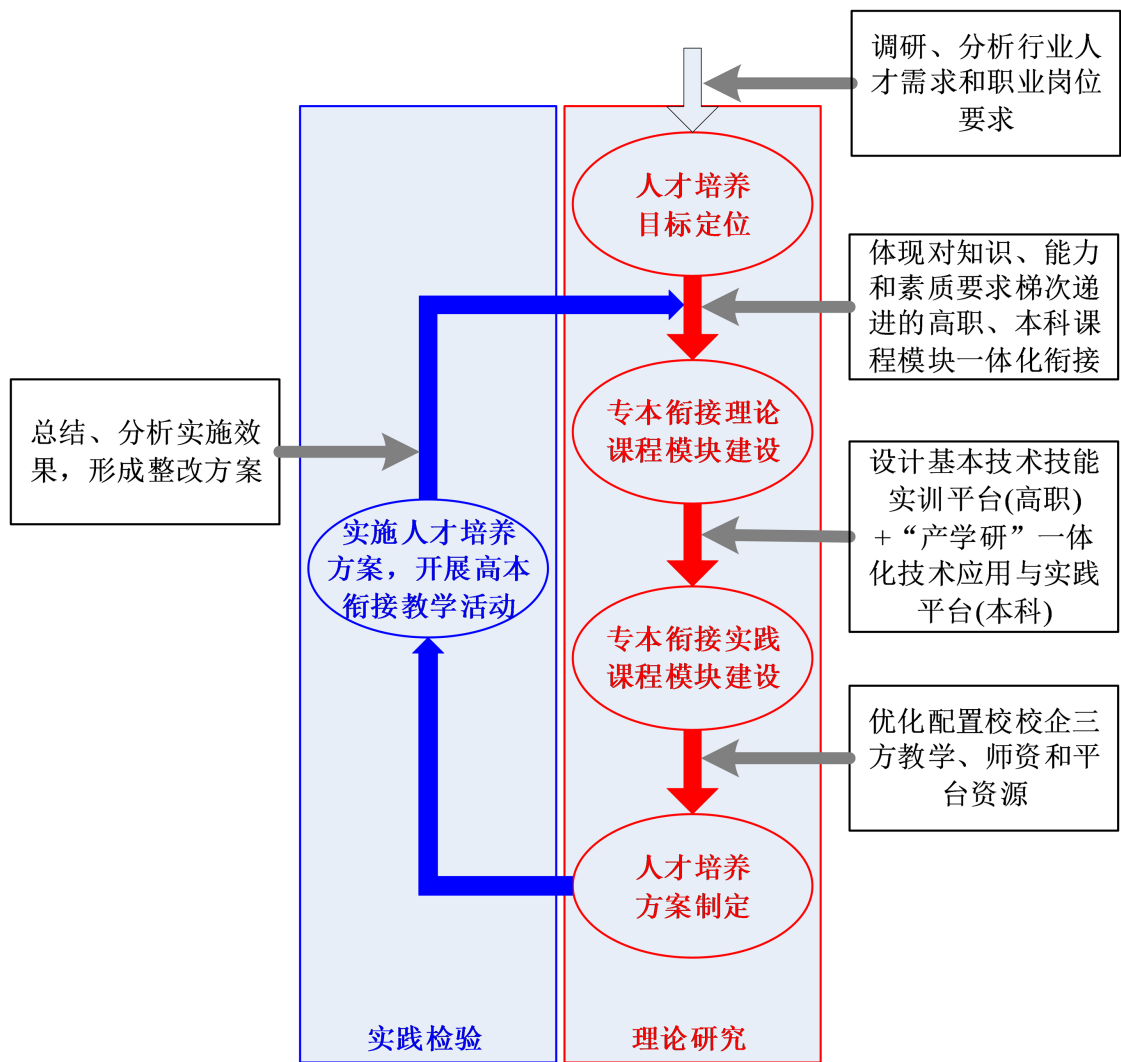 调研、分析行业人
才需求和职业岗位
要求
人才培养
目标定位
体现对知识、能力
和素质要求梯次递
进的高职、本科课
程模块一体化衔接
总结、分析实施效
果，形成整改方案
专本衔接理论
课程模块建设
设计基本技术技能
实训平台(高职)
+“产学研”一体
化技术应用与实践
平台(本科)
实施人才培养
方案，开展高本
衔接教学活动
专本衔接实践
课程模块建设
优化配置校校企三
方教学、师资和平
台资源
人才培养
方案制定
实践检验
理论研究